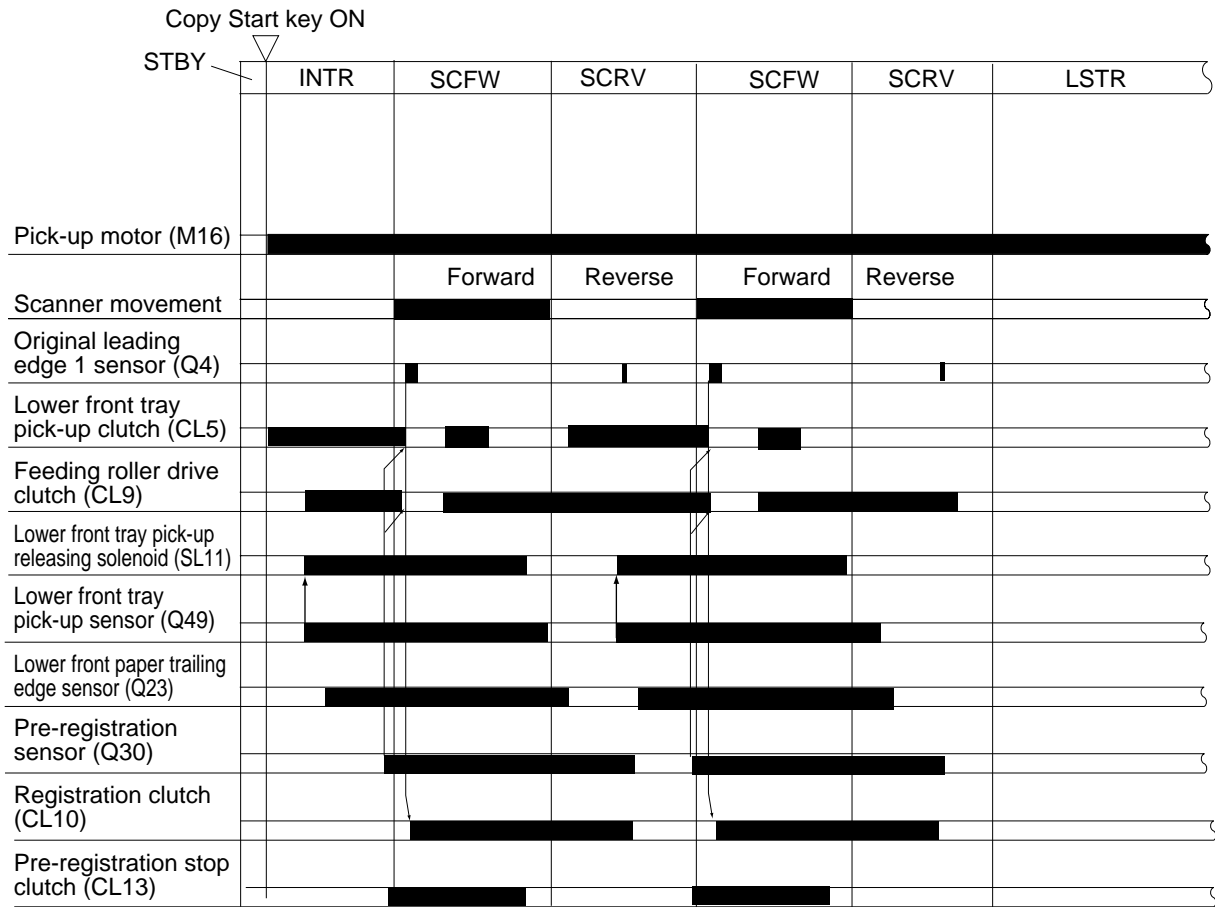 Copy Start key ON
STBY
INTR SCFW SCRV SCFW SCRV LSTR
Pick-up motor (M16)
Forward Reverse Forward Reverse
Scanner movement
Original leading
edge 1 sensor (Q4)
Lower front tray
pick-up clutch (CL5)
Feeding roller drive
clutch (CL9)
Lower front tray pick-up
releasing solenoid (SL11)
Lower front tray
pick-up sensor (Q49)
Lower front paper trailing
edge sensor (Q23)
Pre-registration
sensor (Q30)
Registration clutch
(CL10)
Pre-registration stop
clutch (CL13)